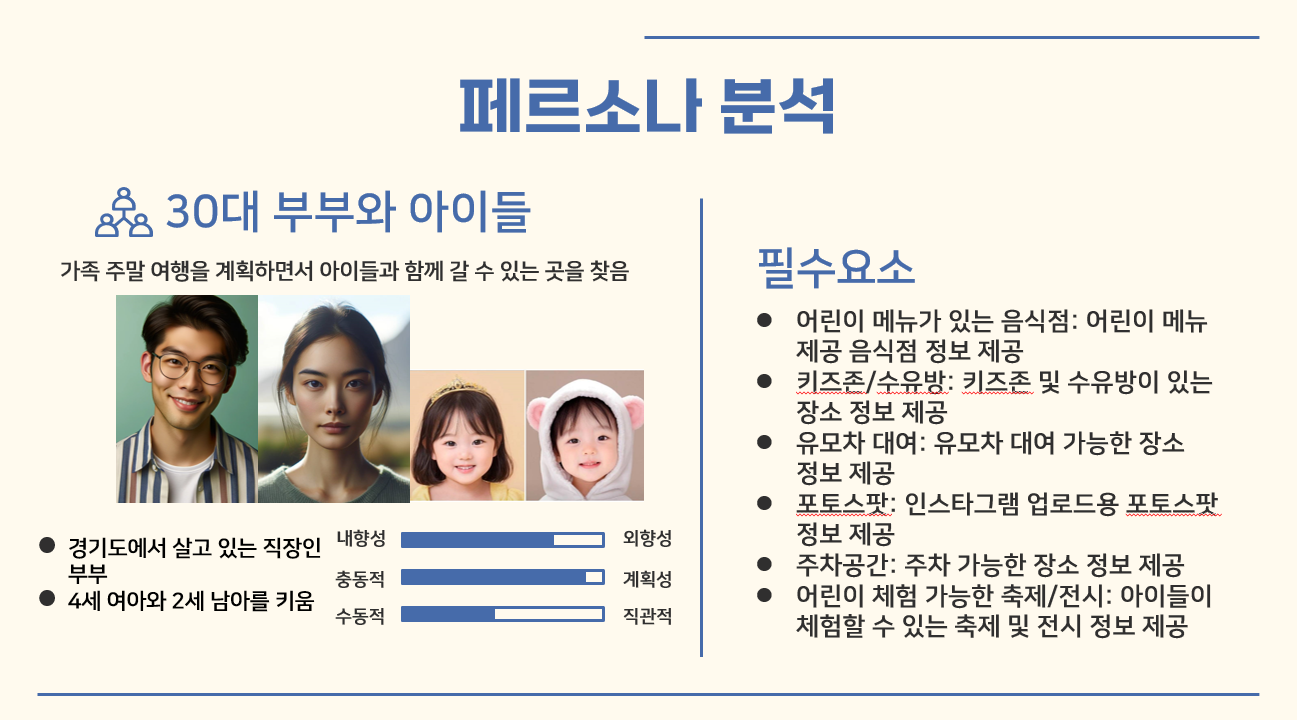 페르소나 분석
30대 부부와 아이들
가족 주말 여행을 계획하면서 아이들과 함께 갈 수 있는 곳을 찾음
경기도에서 살고 있는 직장인
부부
4세 여아와 2세 남아를 키움
내향성 외향성
충동적 계획성
수동적 직관적
필수요소
어린이 메뉴가 있는 음식점: 어린이 메뉴
제공 음식점 정보 제공
키즈존/수유방: 키즈존 및 수유방이 있는
장소 정보 제공
유모차 대여: 유모차 대여 가능한 장소
정보 제공
포토스팟: 인스타그램 업로드용 포토스팟
정보 제공
주차공간: 주차 가능한 장소 정보 제공
어린이 체험 가능한 축제/전시: 아이들이
체험할 수 있는 축제 및 전시 정보 제공